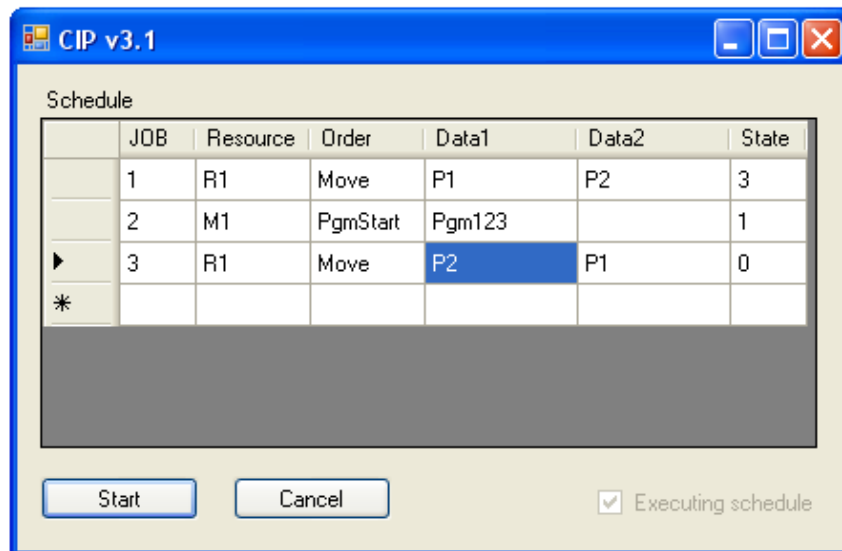 CIP v3.1
Schedule
JOB Resource Order Data1 Data2 State
1 R1 Move P1 P2 3
2 M1 PgmStart Pgm123 1
3 R1 Move P2 P1 0
Start Cancel Executing schedule